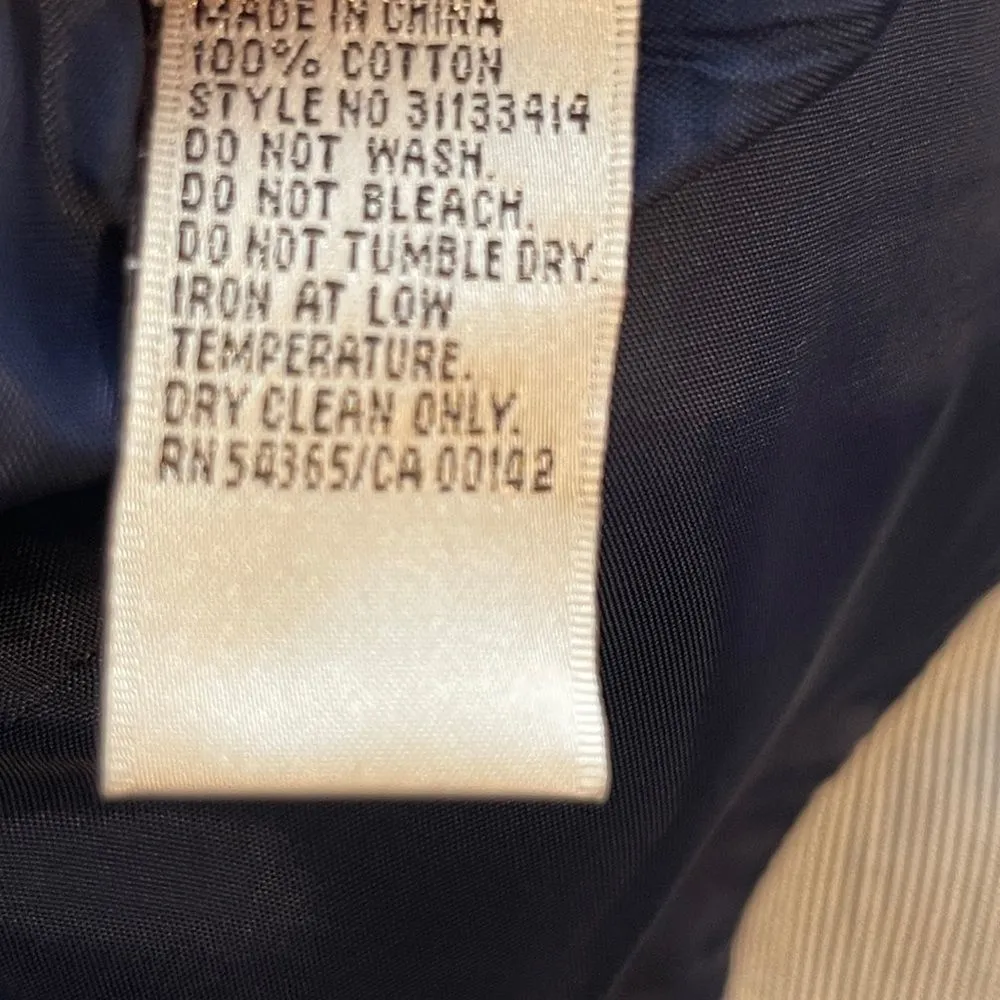 MADE IN CHINA
100% COTTON
STYLE NO 31133414
DO NOT WASH.
DO NOT BLEACH.
DO NOT TUMBLE DRY.
IRON AT LOW
TEMPERATURE.
DRY CLEAN ONLY.
RN 54365/CA 00142